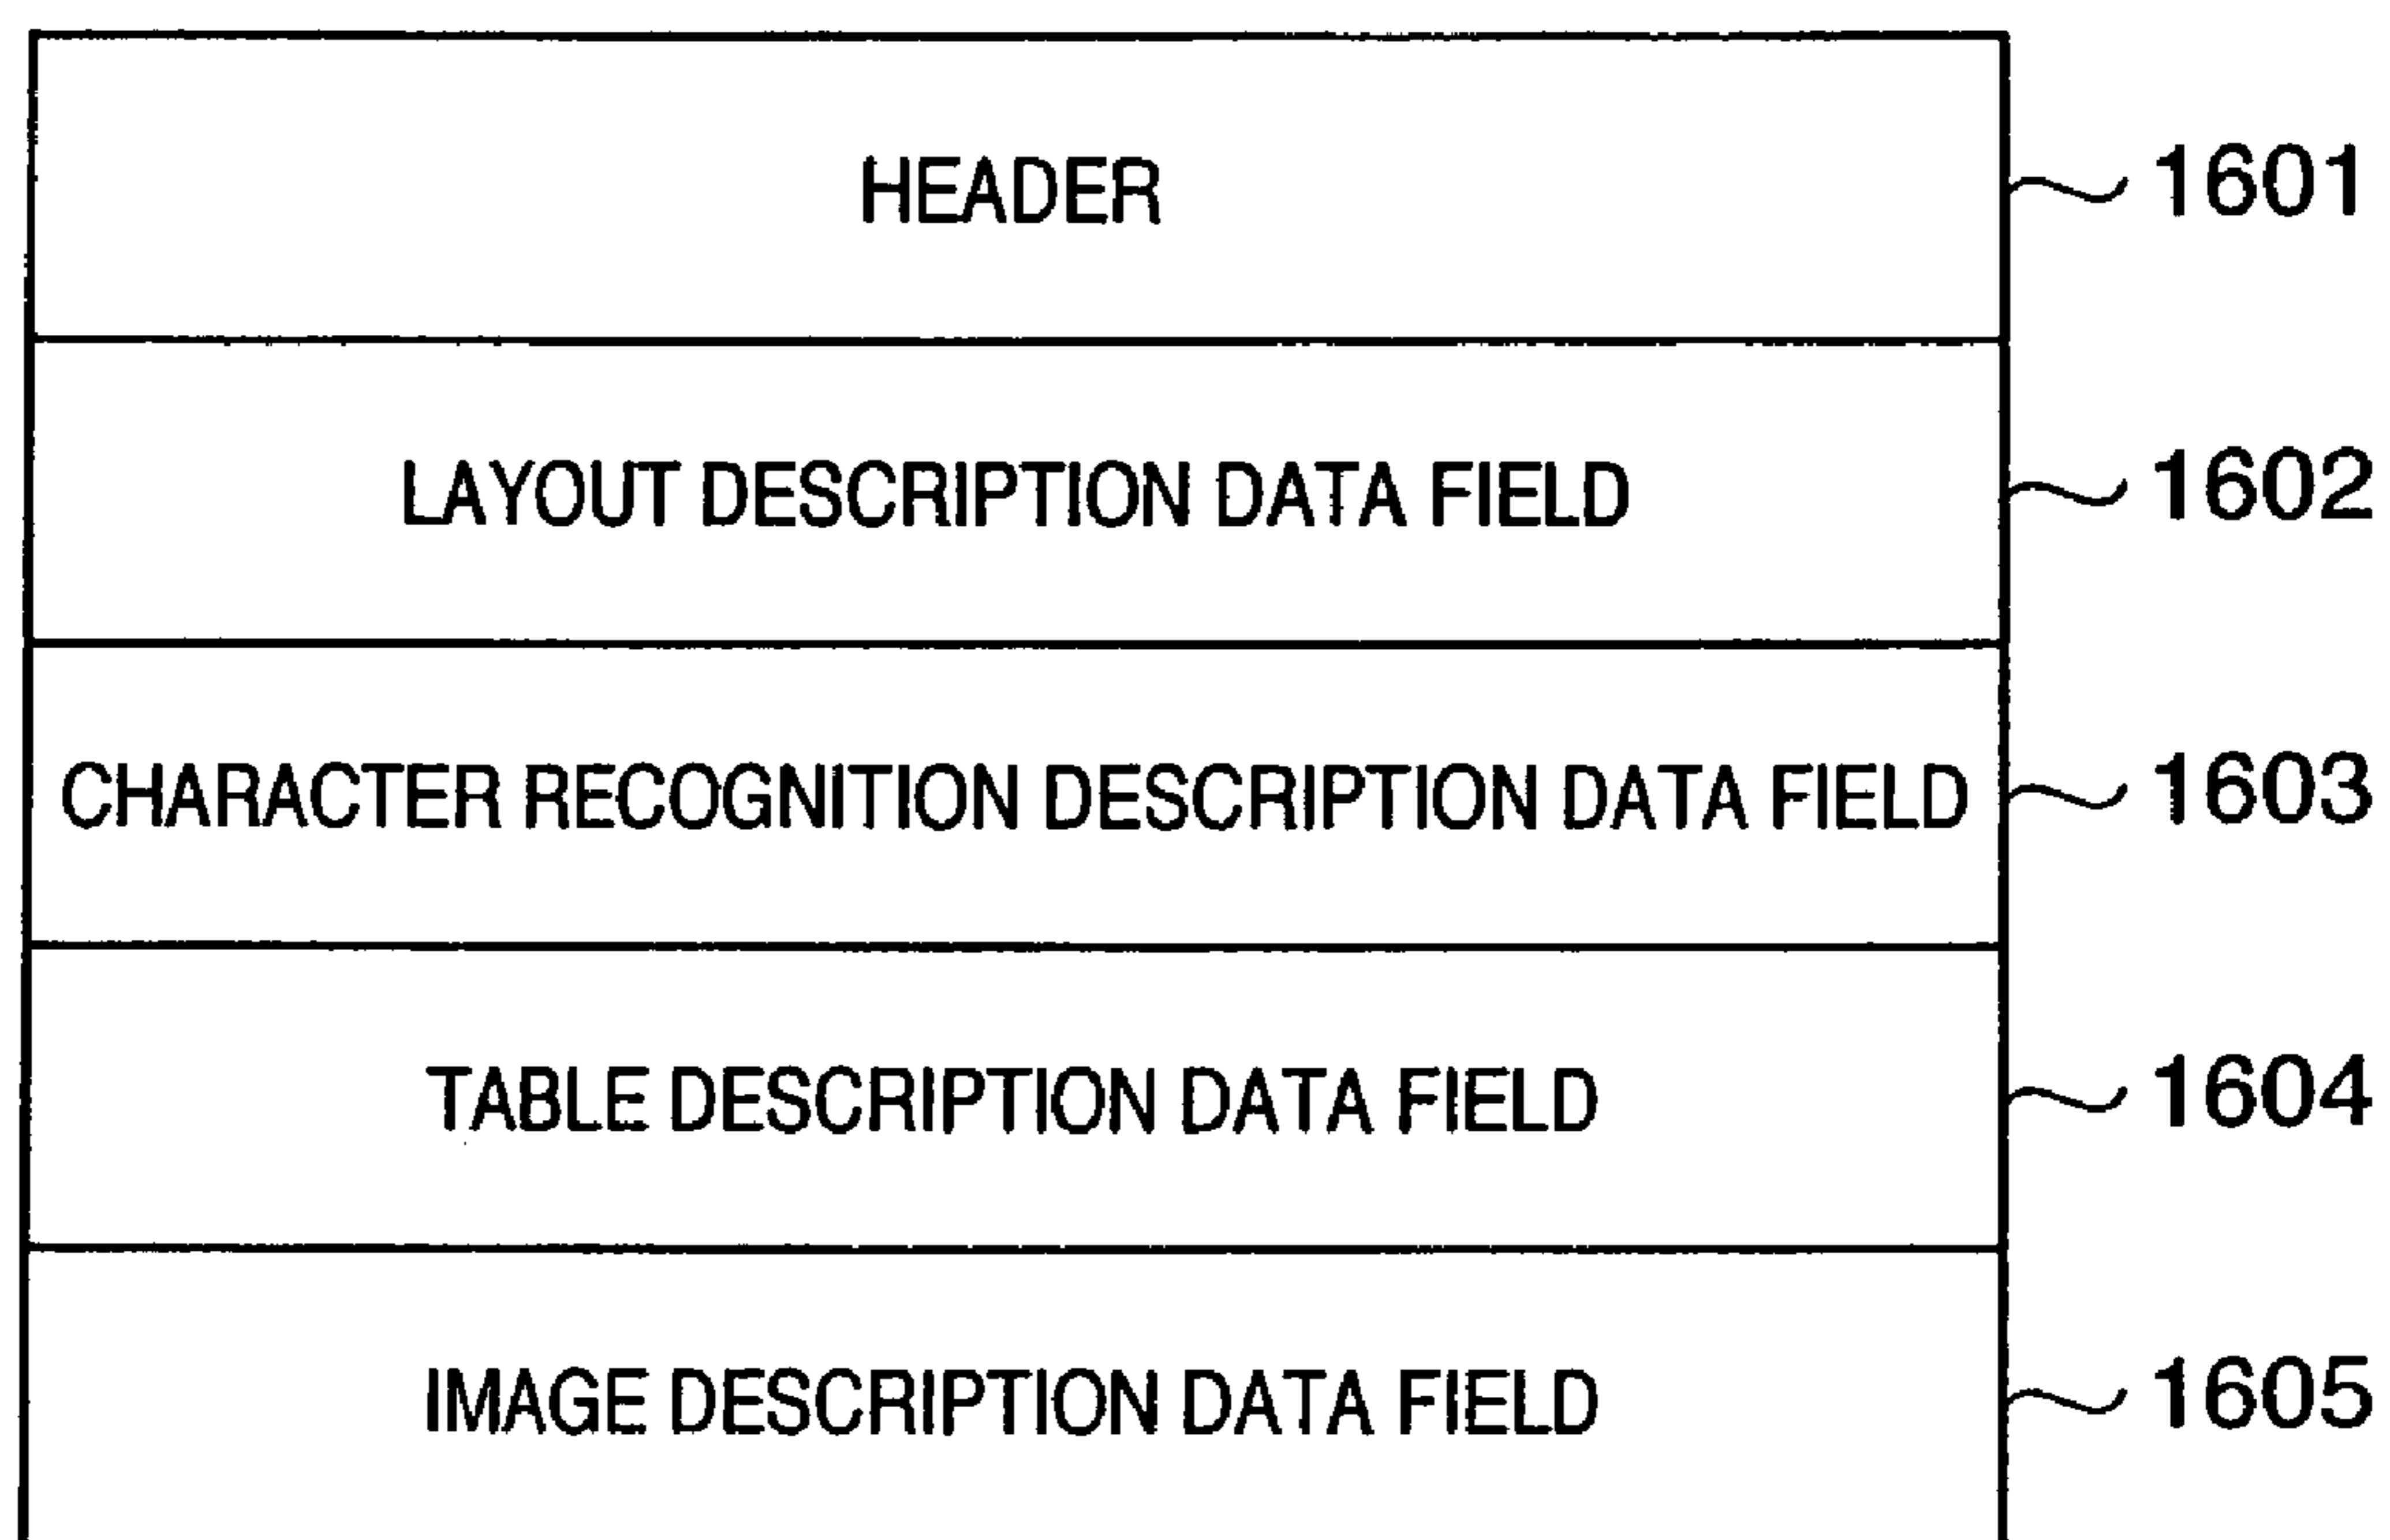 HEADER 1601
LAYOUT DESCRIPTION DATA FIELD 1602
CHARACTER RECOGNITION DESCRIPTION DATA FIELD 1603
TABLE DESCRIPTION DATA FIELD 1604
IMAGE DESCRIPTION DATA FIELD 1605